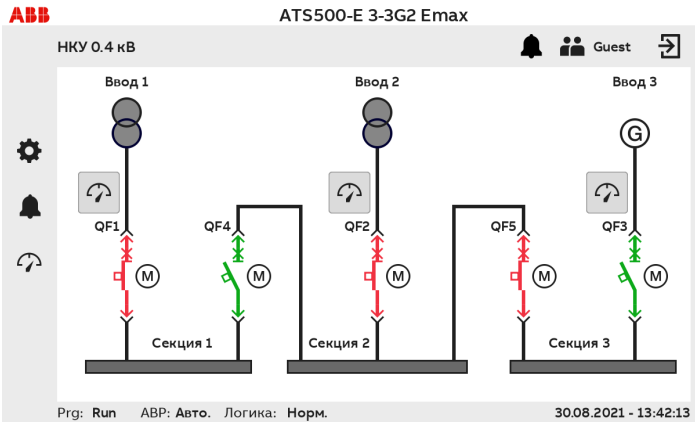 ABB
ATS500-E 3-3G2 Emax
НКУ 0.4 кВ
Guest
Ввод 1
Ввод 2
Ввод 3
G
QF1
QF4
QF2
QF5
QF3
M
M
M
M
M
Секция 1
Секция 2
Секция 3
Prg: Run АВР: Авто. Логика: Норм. 30.08.2021 - 13:42:13